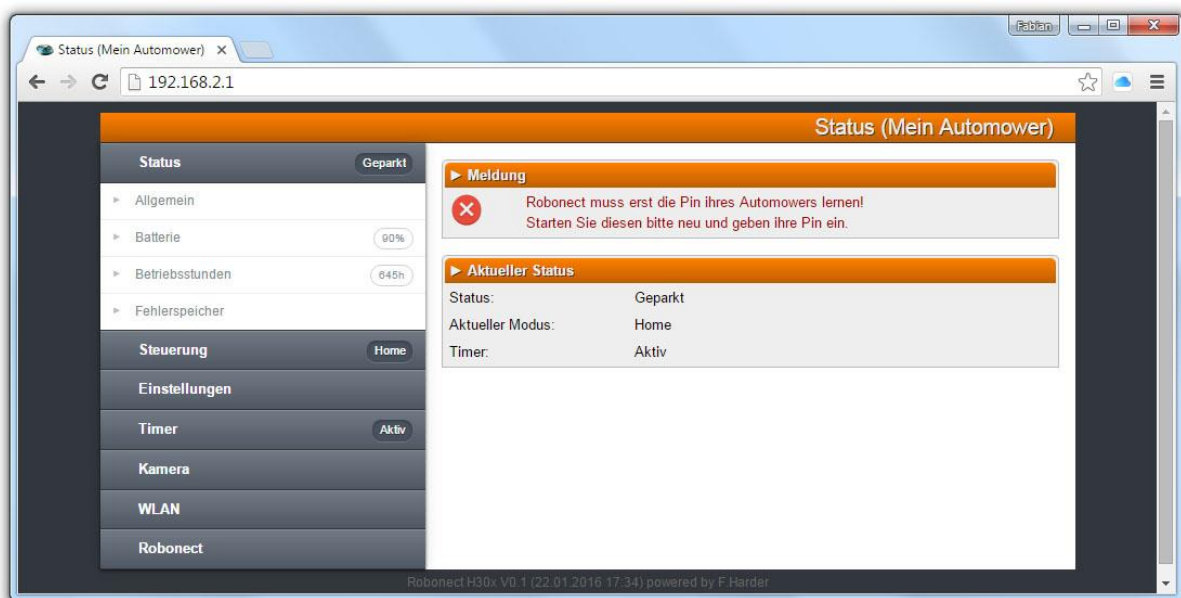 Fabian
Status (Mein Automower)
192.168.2.1
Status (Mein Automower)
Status Geparkt
Allgemein
Batterie 90%
Betriebsstunden 645h
Fehlerspeicher
Steuerung Home
Einstellungen
Timer Aktiv
Kamera
WLAN
Robonect
Meldung
Robonect muss erst die Pin ihres Automowers lernen!
Starten Sie diesen bitte neu und geben ihre Pin ein.
Aktueller Status
Status: Geparkt
Aktueller Modus: Home
Timer: Aktiv
Robonect H30x V0.1 (22.01.2016 17:34) powered by F.Harder